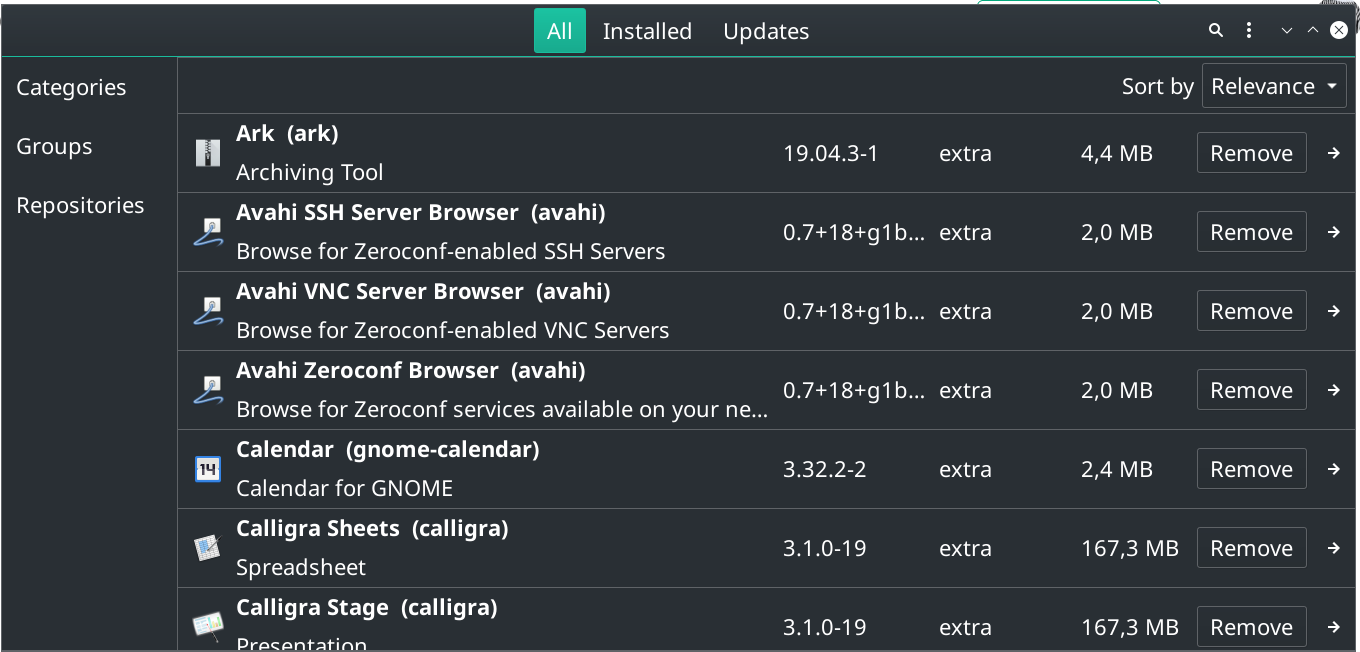 All Installed Updates
Categories
Groups
Repositories
Sort by Relevance
Ark (ark)
Archiving Tool
19.04.3-1 extra 4,4 MB Remove
Avahi SSH Server Browser (avahi)
Browse for Zeroconf-enabled SSH Servers
0.7+18+g1b... extra 2,0 MB Remove
Avahi VNC Server Browser (avahi)
Browse for Zeroconf-enabled VNC Servers
0.7+18+g1b... extra 2,0 MB Remove
Avahi Zeroconf Browser (avahi)
Browse for Zeroconf services available on your ne...
0.7+18+g1b... extra 2,0 MB Remove
14
Calendar (gnome-calendar)
Calendar for GNOME
3.32.2-2 extra 2,4 MB Remove
Calligra Sheets (calligra)
Spreadsheet
3.1.0-19 extra 167,3 MB Remove
Calligra Stage (calligra)
Presentation
3.1.0-19 extra 167,3 MB Remove